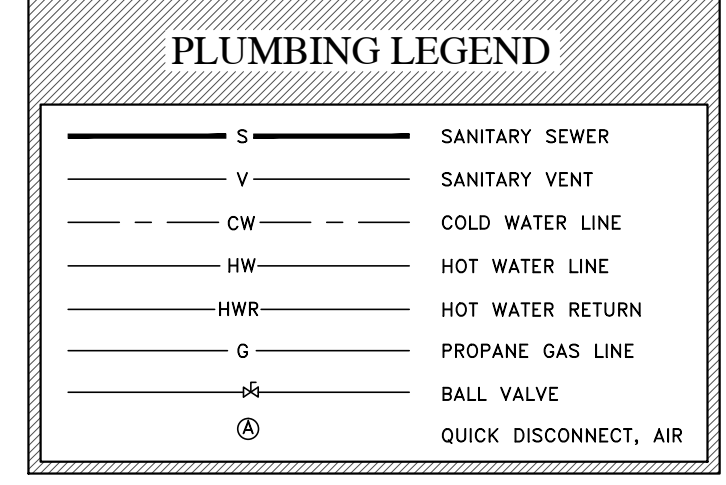 PLUMBING LEGEND
S SANITARY SEWER
V SANITARY VENT
CW COLD WATER LINE
HW HOT WATER LINE
HWR HOT WATER RETURN
G PROPANE GAS LINE
BALL VALVE
A QUICK DISCONNECT, AIR